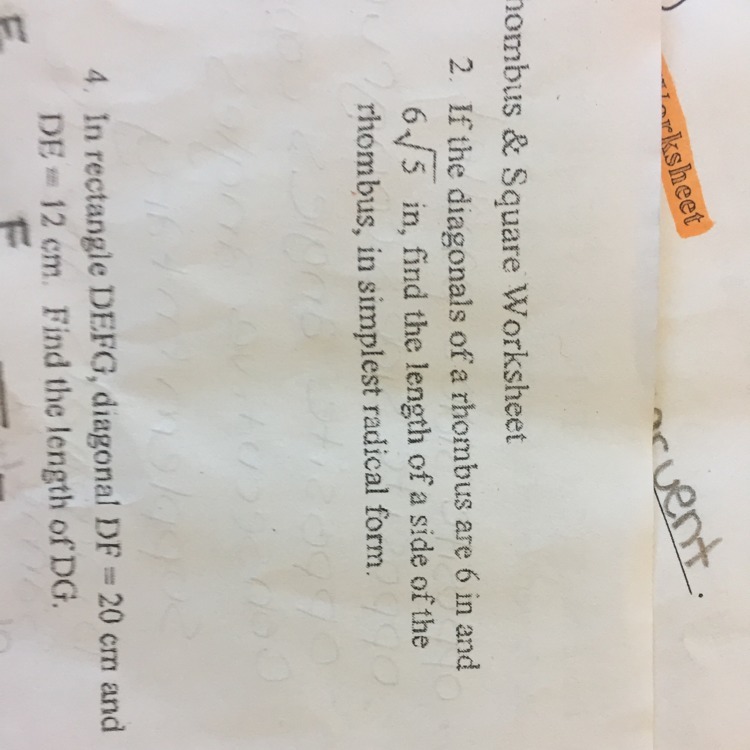 Worksheet
Rhombus & Square Worksheet
2. If the diagonals of a rhombus are 6 in and
6√5 in, find the length of a side of the
rhombus, in simplest radical form.
4. In rectangle DEFG, diagonal DF = 20 cm and
DE = 12 cm. Find the length of DG.
F